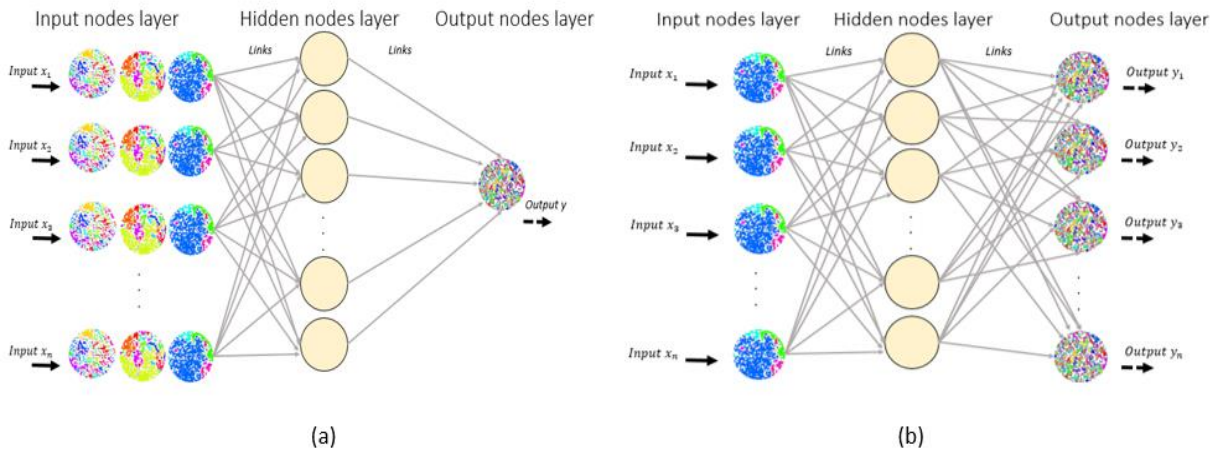 Input nodes layer Hidden nodes layer Output nodes layer
Links Links
Input x₁
Input x₂
Input x₃
Output y
Input xₙ
(a)
Input nodes layer Hidden nodes layer Output nodes layer
Links Links
Input x₁ Output y₁
Input x₂ Output y₂
Input x₃ Output y₃
Input xₙ Output yₙ
(b)